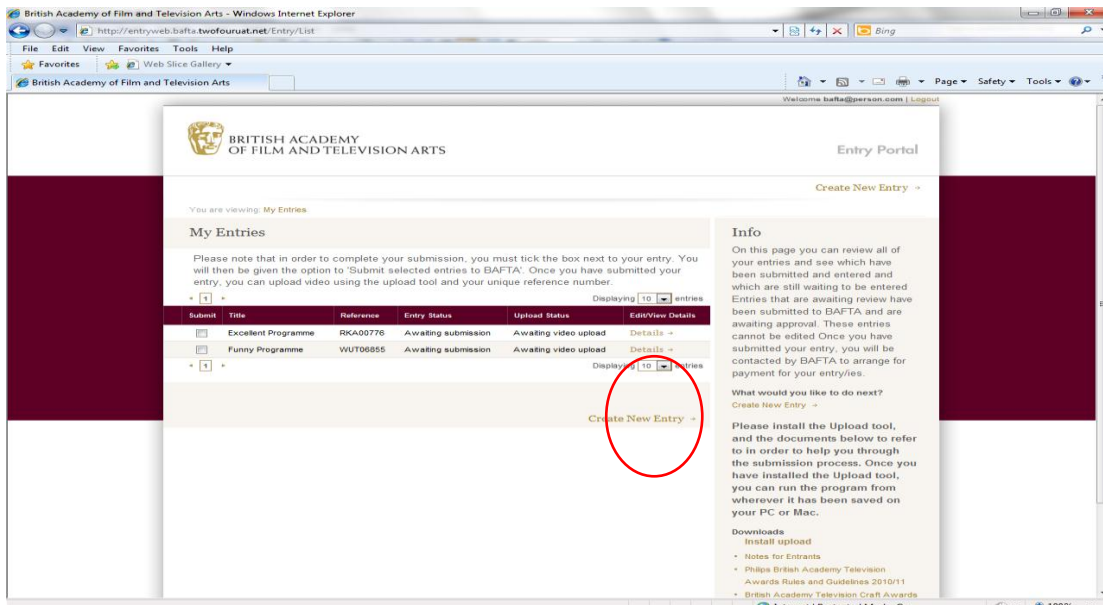 British Academy of Film and Television Arts - Windows Internet Explorer
http://entryweb.bafta.twofouruat.net/Entry/List
Bing
File Edit View Favorites Tools Help
Favorites Web Slice Gallery
British Academy of Film and Television Arts
Page Safety Tools
Welcome bafta@person.com | Logout
BRITISH ACADEMY
OF FILM AND TELEVISION ARTS
Entry Portal
Create New Entry
You are viewing: My Entries
My Entries
Please note that in order to complete your submission, you must tick the box next to your entry. You
will then be given the option to 'Submit selected entries to BAFTA'. Once you have submitted your
entry, you can upload video using the upload tool and your unique reference number.
1 Displaying 10 entries
Submit Title Reference Entry Status Upload Status Edit/View Details
Excellent Programme RKA00776 Awaiting submission Awaiting video upload Details
Funny Programme WUT06855 Awaiting submission Awaiting video upload Details
1 Displaying 10 entries
Create New Entry
Info
On this page you can review all of
your entries and see which have
been submitted and entered and
which are still waiting to be entered
Entries that are awaiting review have
been submitted to BAFTA and are
awaiting approval. These entries
cannot be edited Once you have
submitted your entry, you will be
contacted by BAFTA to arrange for
payment for your entry/ies.
What would you like to do next?
Create New Entry
Please install the Upload tool,
and the documents below to refer
to in order to help you through
the submission process. Once you
have installed the Upload tool,
you can run the program from
wherever it has been saved on
your PC or Mac.
Downloads
Install upload
Notes for Entrants
Philips British Academy Television
Awards Rules and Guidelines 2010/11
British Academy Television Craft Awards